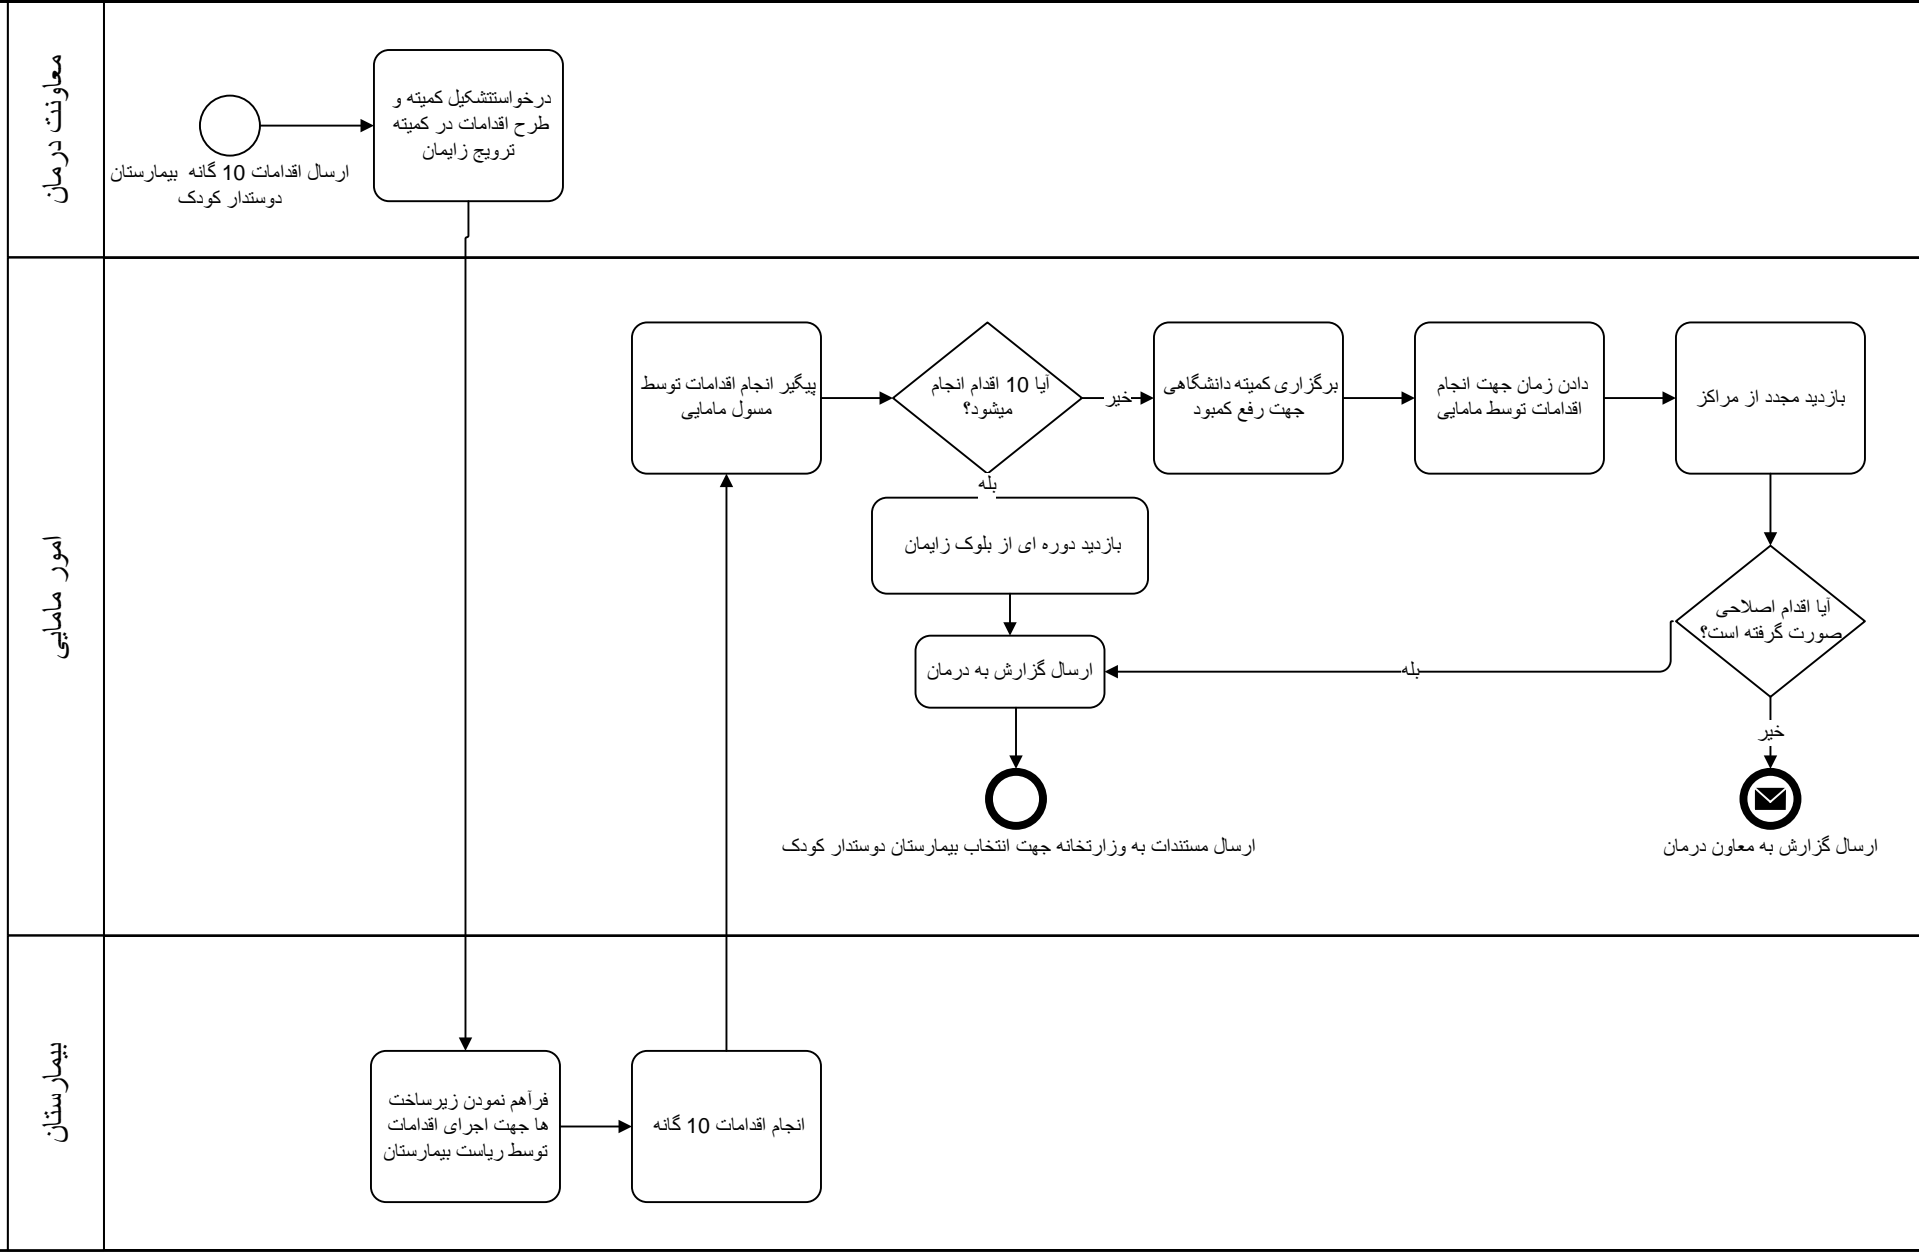 معاونت درمان
ارسال اقدامات 10 گانه بیمارستان
دوستدار کودک
درخواستتشکیل کمیته و
طرح اقدامات در کمیته
ترویج زایمان
امور مامایی
پیگیر انجام اقدامات توسط
مسول مامایی
آیا 10 اقدام انجام
میشود؟
خیر
برگزاری کمیته دانشگاهی
جهت رفع کمبود
دادن زمان جهت انجام
اقدامات توسط مامایی
بازدید مجدد از مراکز
بله
بازدید دوره ای از بلوک زایمان
آیا اقدام اصلاحی
صورت گرفته است؟
ارسال گزارش به درمان
بله
خیر
ارسال مستندات به وزارتخانه جهت انتخاب بیمارستان دوستدار کودک
ارسال گزارش به معاون درمان
بیمارستان
فرآهم نمودن زیرساخت
ها جهت اجرای اقدامات
توسط ریاست بیمارستان
انجام اقدامات 10 گانه